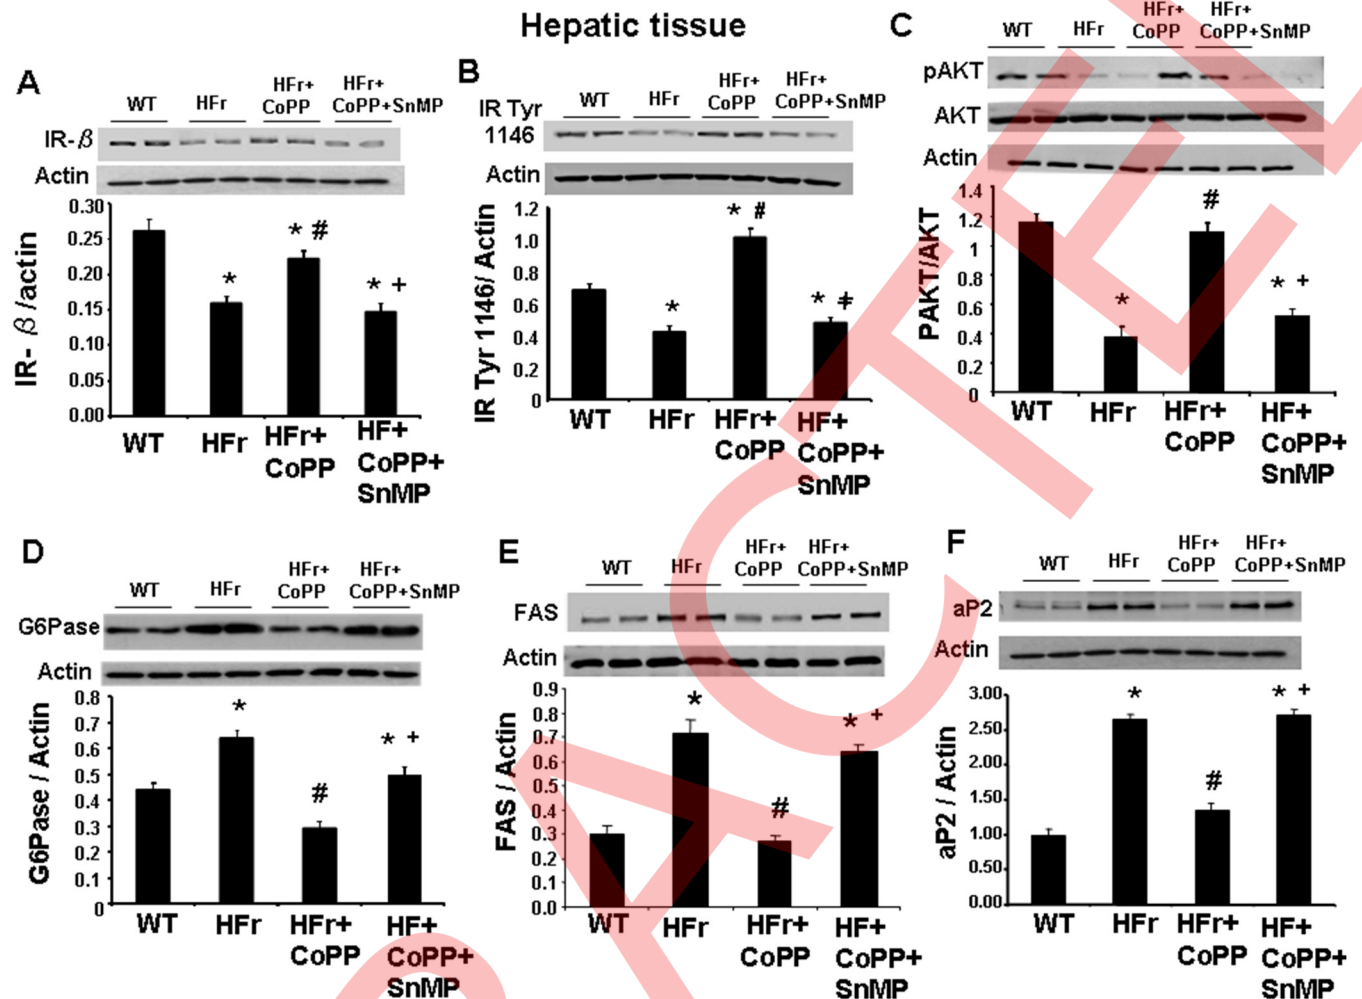 Hepatic tissue
A
WT
HFr
HFr+
CoPP
HFr+
CoPP+SnMP
IR-β
Actin
IR- β /actin
0.30
0.25
0.20
0.15
0.10
0.05
0.00
*
* #
* +
WT
HFr
HFr+
CoPP
HF+
CoPP+
SnMP
B
IR Tyr
1146
WT
HFr
HFr+
CoPP
HFr+
CoPP+SnMP
Actin
IR Tyr 1146/ Actin
1.2
1.0
0.8
0.6
0.4
0.2
0
*
* #
* #
WT
HFr
HFr+
CoPP
HF+
CoPP+
SnMP
C
WT
HFr
HFr+
CoPP
HFr+
CoPP+SnMP
pAKT
AKT
Actin
PAKT/AKT
1.4
1.2
1
0.8
0.6
0.4
0.2
0
*
#
* +
WT
HFr
HFr+
CoPP
HF+
CoPP+
SnMP
D
WT
HFr
HFr+
CoPP
HFr+
CoPP+SnMP
G6Pase
Actin
G6Pase / Actin
0.8
0.7
0.6
0.5
0.4
0.3
0.2
0.1
0
*
#
* +
WT
HFr
HFr+
CoPP
HF+
CoPP+
SnMP
E
WT
HFr
HFr+
CoPP
HFr+
CoPP+SnMP
FAS
Actin
FAS / Actin
0.9
0.8
0.7
0.6
0.5
0.4
0.3
0.2
0.1
0.0
*
#
* +
WT
HFr
HFr+
CoPP
HF+
CoPP+
SnMP
F
WT
HFr
HFr+
CoPP
HFr+
CoPP+SnMP
aP2
Actin
aP2 / Actin
3.00
2.50
2.00
1.50
1.00
0.50
0.00
*
#
* +
WT
HFr
HFr+
CoPP
HF+
CoPP+
SnMP